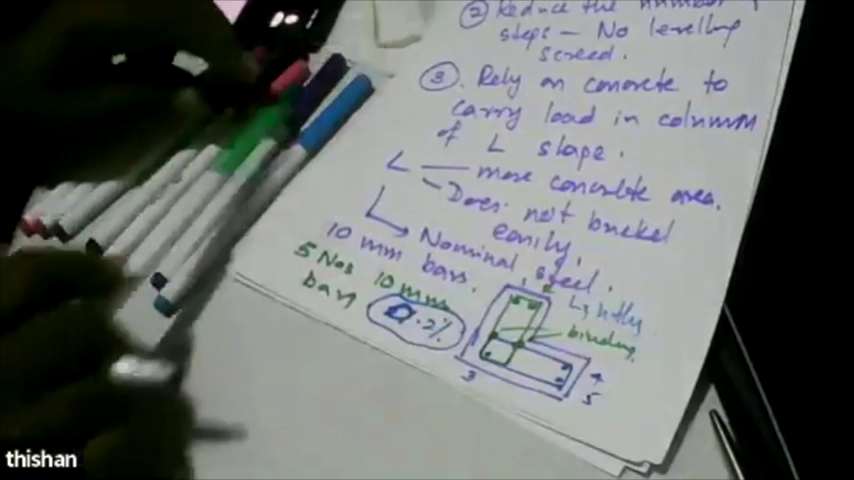 ② Reduce the number
steps - No levelling
screed.
③. Rely on concrete to
carry load in column
of L slope.
L — more concrete area.
- Does not buckel
easily,
→ Nominal steel.
10 mm bars.
5 Nos 10 mm
bars
0.2%
Lightly
binding,
3
5
thishan